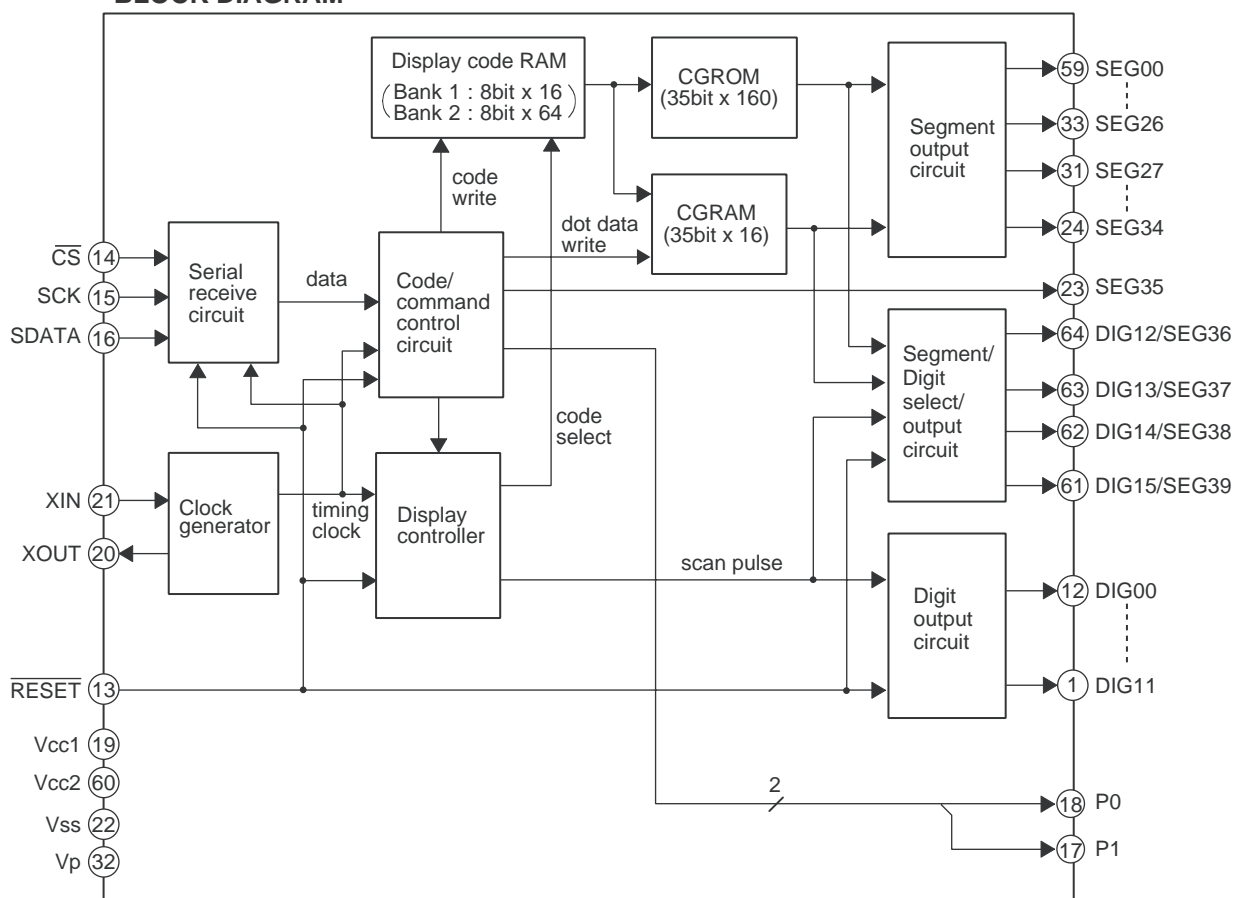 BLOCK DIAGRAM
Display code RAM
(Bank 1 : 8bit x 16)
(Bank 2 : 8bit x 64)
CGROM
(35bit x 160)
Segment
output
circuit
59 SEG00
33 SEG26
31 SEG27
24 SEG34
code
write
CGRAM
(35bit x 16)
dot data
write
CS 14
SCK 15
SDATA 16
Serial
receive
circuit
data
Code/
command
control
circuit
23 SEG35
Segment/
Digit
select/
output
circuit
64 DIG12/SEG36
63 DIG13/SEG37
62 DIG14/SEG38
61 DIG15/SEG39
code
select
XIN 21
XOUT 20
Clock
generator
timing
clock
Display
controller
scan pulse
Digit
output
circuit
12 DIG00
1 DIG11
RESET 13
Vcc1 19
Vcc2 60
Vss 22
Vp 32
2
18 P0
17 P1